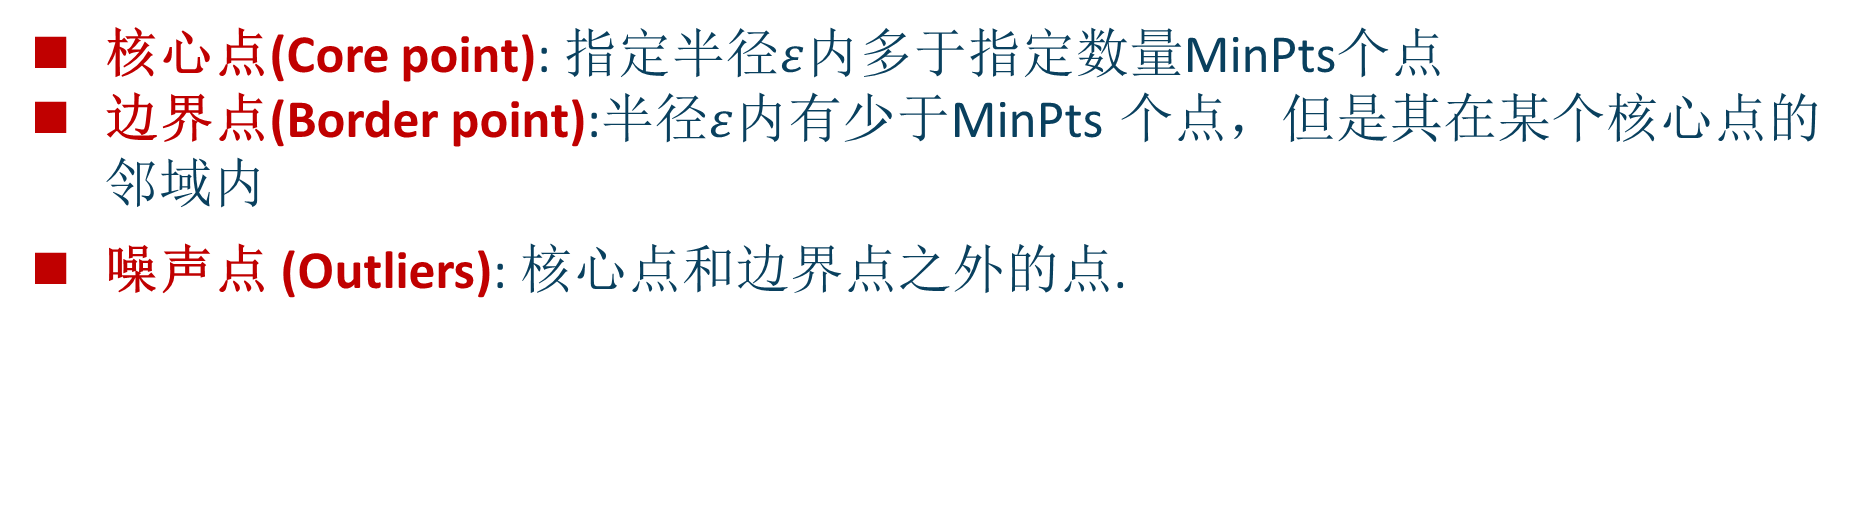 ■ 核心点(Core point): 指定半径ε内多于指定数量MinPts个点
■ 边界点(Border point):半径ε内有少于MinPts 个点，但是其在某个核心点的
邻域内
■ 噪声点 (Outliers): 核心点和边界点之外的点.